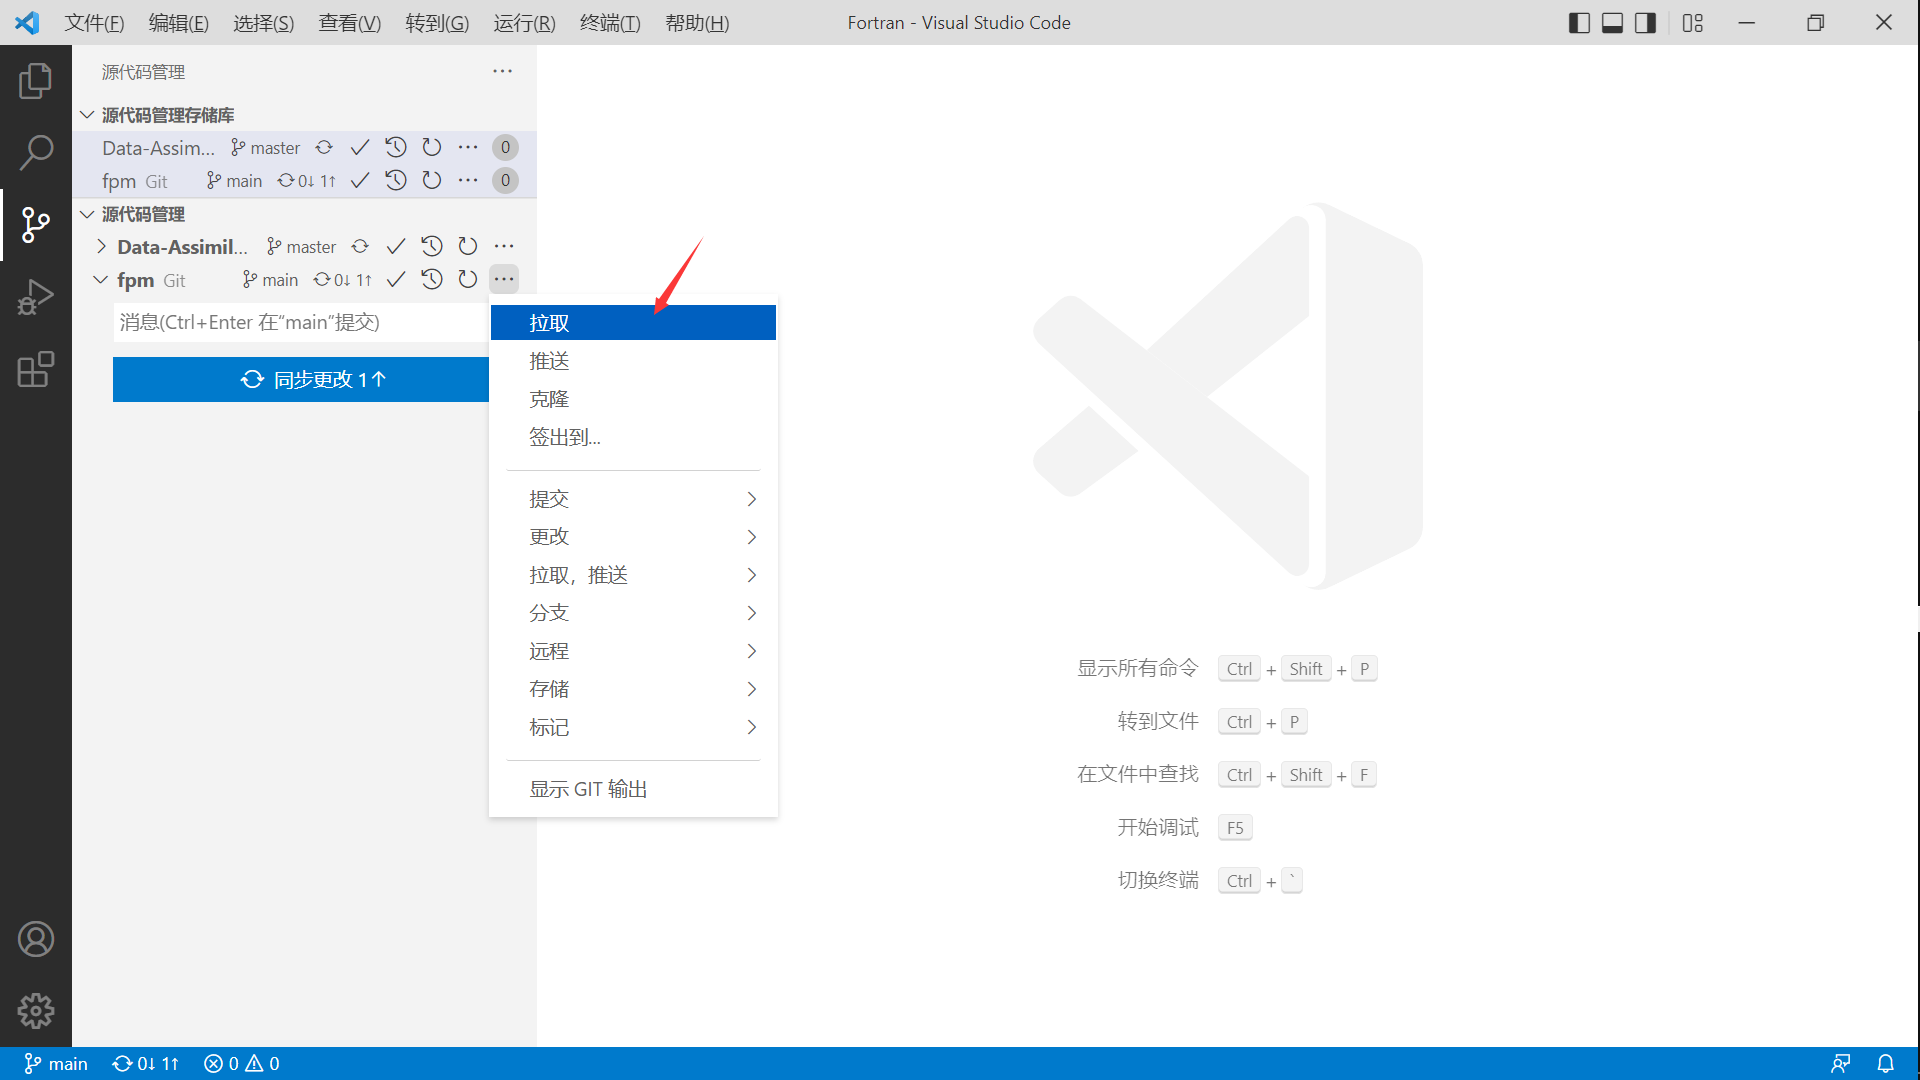 文件(F) 编辑(E) 选择(S) 查看(V) 转到(G) 运行(R) 终端(T) 帮助(H) Fortran - Visual Studio Code
源代码管理
源代码管理存储库
Data-Assim... master 0
fpm Git main 0↓ 1↑ 0
源代码管理
Data-Assimil... master
fpm Git main 0↓ 1↑
消息(Ctrl+Enter 在“main”提交)
同步更改 1↑
拉取
推送
克隆
签出到...
提交
更改
拉取，推送
分支
远程
存储
标记
显示 GIT 输出
显示所有命令 Ctrl + Shift + P
转到文件 Ctrl + P
在文件中查找 Ctrl + Shift + F
开始调试 F5
切换终端 Ctrl + `
main 0↓ 1↑ 0 0